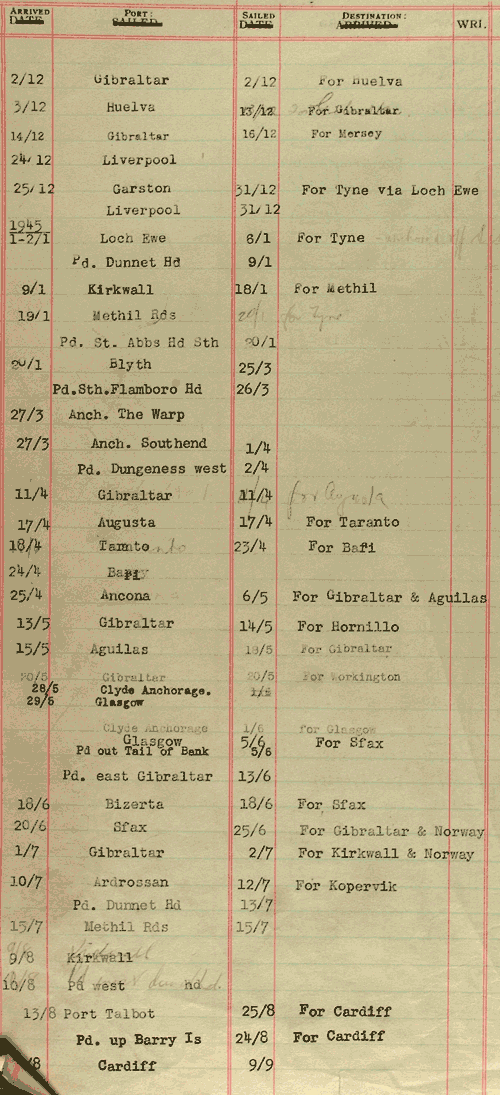 ARRIVED DATE PORT: SAILED SAILED DATE DESTINATION: ARRIVED WRI.
2/12 Gibraltar 2/12 For Huelva
3/12 Huelva 13/12 For Gibraltar
14/12 Gibraltar 16/12 For Mersey
24/12 Liverpool
25/12 Garston 31/12 For Tyne via Loch Ewe
Liverpool 31/12
1945
1-2/1 Loch Ewe 8/1 For Tyne
Pd. Dunnet Hd 9/1
9/1 Kirkwall 18/1 For Methil
19/1 Methil Rds 20/1 for Tyne
Pd. St. Abbs Hd Sth 20/1
20/1 Blyth 25/3
Pd.Sth.Flamboro Hd 26/3
27/3 Anch. The Warp
27/3 Anch. Southend 1/4
Pd. Dungeness west 2/4
11/4 Gibraltar 11/4 for Augusta
17/4 Augusta 17/4 For Taranto
18/4 Taranto 23/4 For Bari
24/4 Bari
25/4 Ancona 6/5 For Gibraltar & Aguilas
13/5 Gibraltar 14/5 For Hornillo
15/5 Aguilas 18/5 For Gibraltar
20/5 Gibraltar 20/5 For Workington
28/5 Clyde Anchorage. 1/6
29/5 Glasgow
Clyde Anchorage 1/6 for Glasgow
Glasgow 5/6 For Sfax
Pd out Tail of Bank 5/6
Pd. east Gibraltar 13/6
18/6 Bizerta 18/6 For Sfax
20/6 Sfax 25/6 For Gibraltar & Norway
1/7 Gibraltar 2/7 For Kirkwall & Norway
10/7 Ardrossan 12/7 For Kopervik
Pd. Dunnet Hd 13/7
15/7 Methil Rds 15/7
9/8 Kirkwall
10/8 Pd west hd
13/8 Port Talbot 25/8 For Cardiff
Pd. up Barry Is 24/8 For Cardiff
/8 Cardiff 9/9